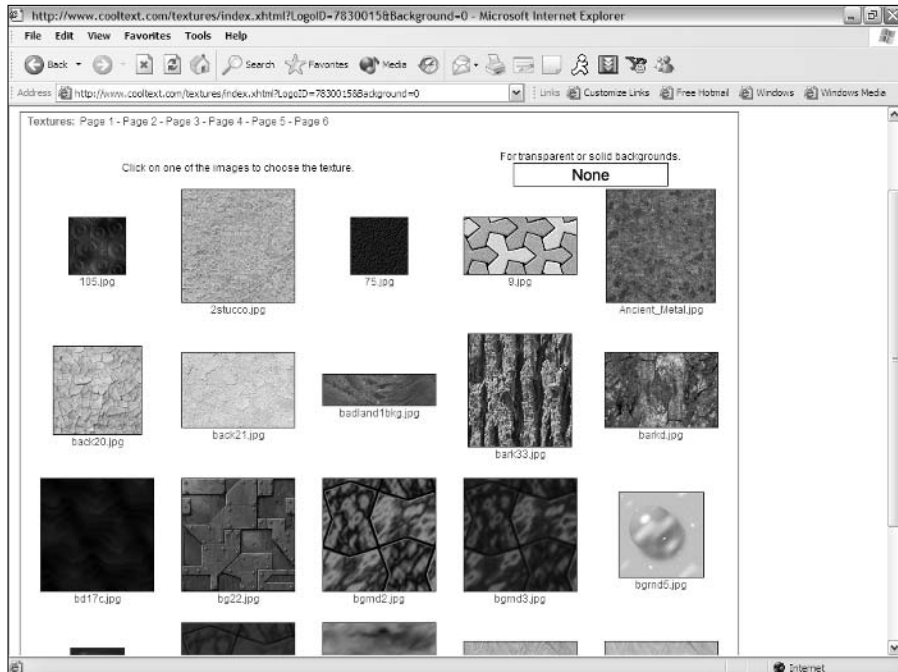 http://www.cooltext.com/textures/index.xhtml?LogoID=7830015&Background=0 - Microsoft Internet Explorer
File Edit View Favorites Tools Help
Back Search Favorites Media
Address http://www.cooltext.com/textures/index.xhtml?LogoID=7830015&Background=0 Links Customize Links Free Hotmail Windows Windows Media
Textures: Page 1 - Page 2 - Page 3 - Page 4 - Page 5 - Page 6
Click on one of the images to choose the texture.
For transparent or solid backgrounds.
None
105.jpg
2stucco.jpg
75.jpg
9.jpg
Ancient_Metal.jpg
back20.jpg
back21.jpg
badland1bkg.jpg
bark33.jpg
barkd.jpg
bd17c.jpg
bg22.jpg
bgrnd2.jpg
bgrnd3.jpg
bgrnd5.jpg
Internet